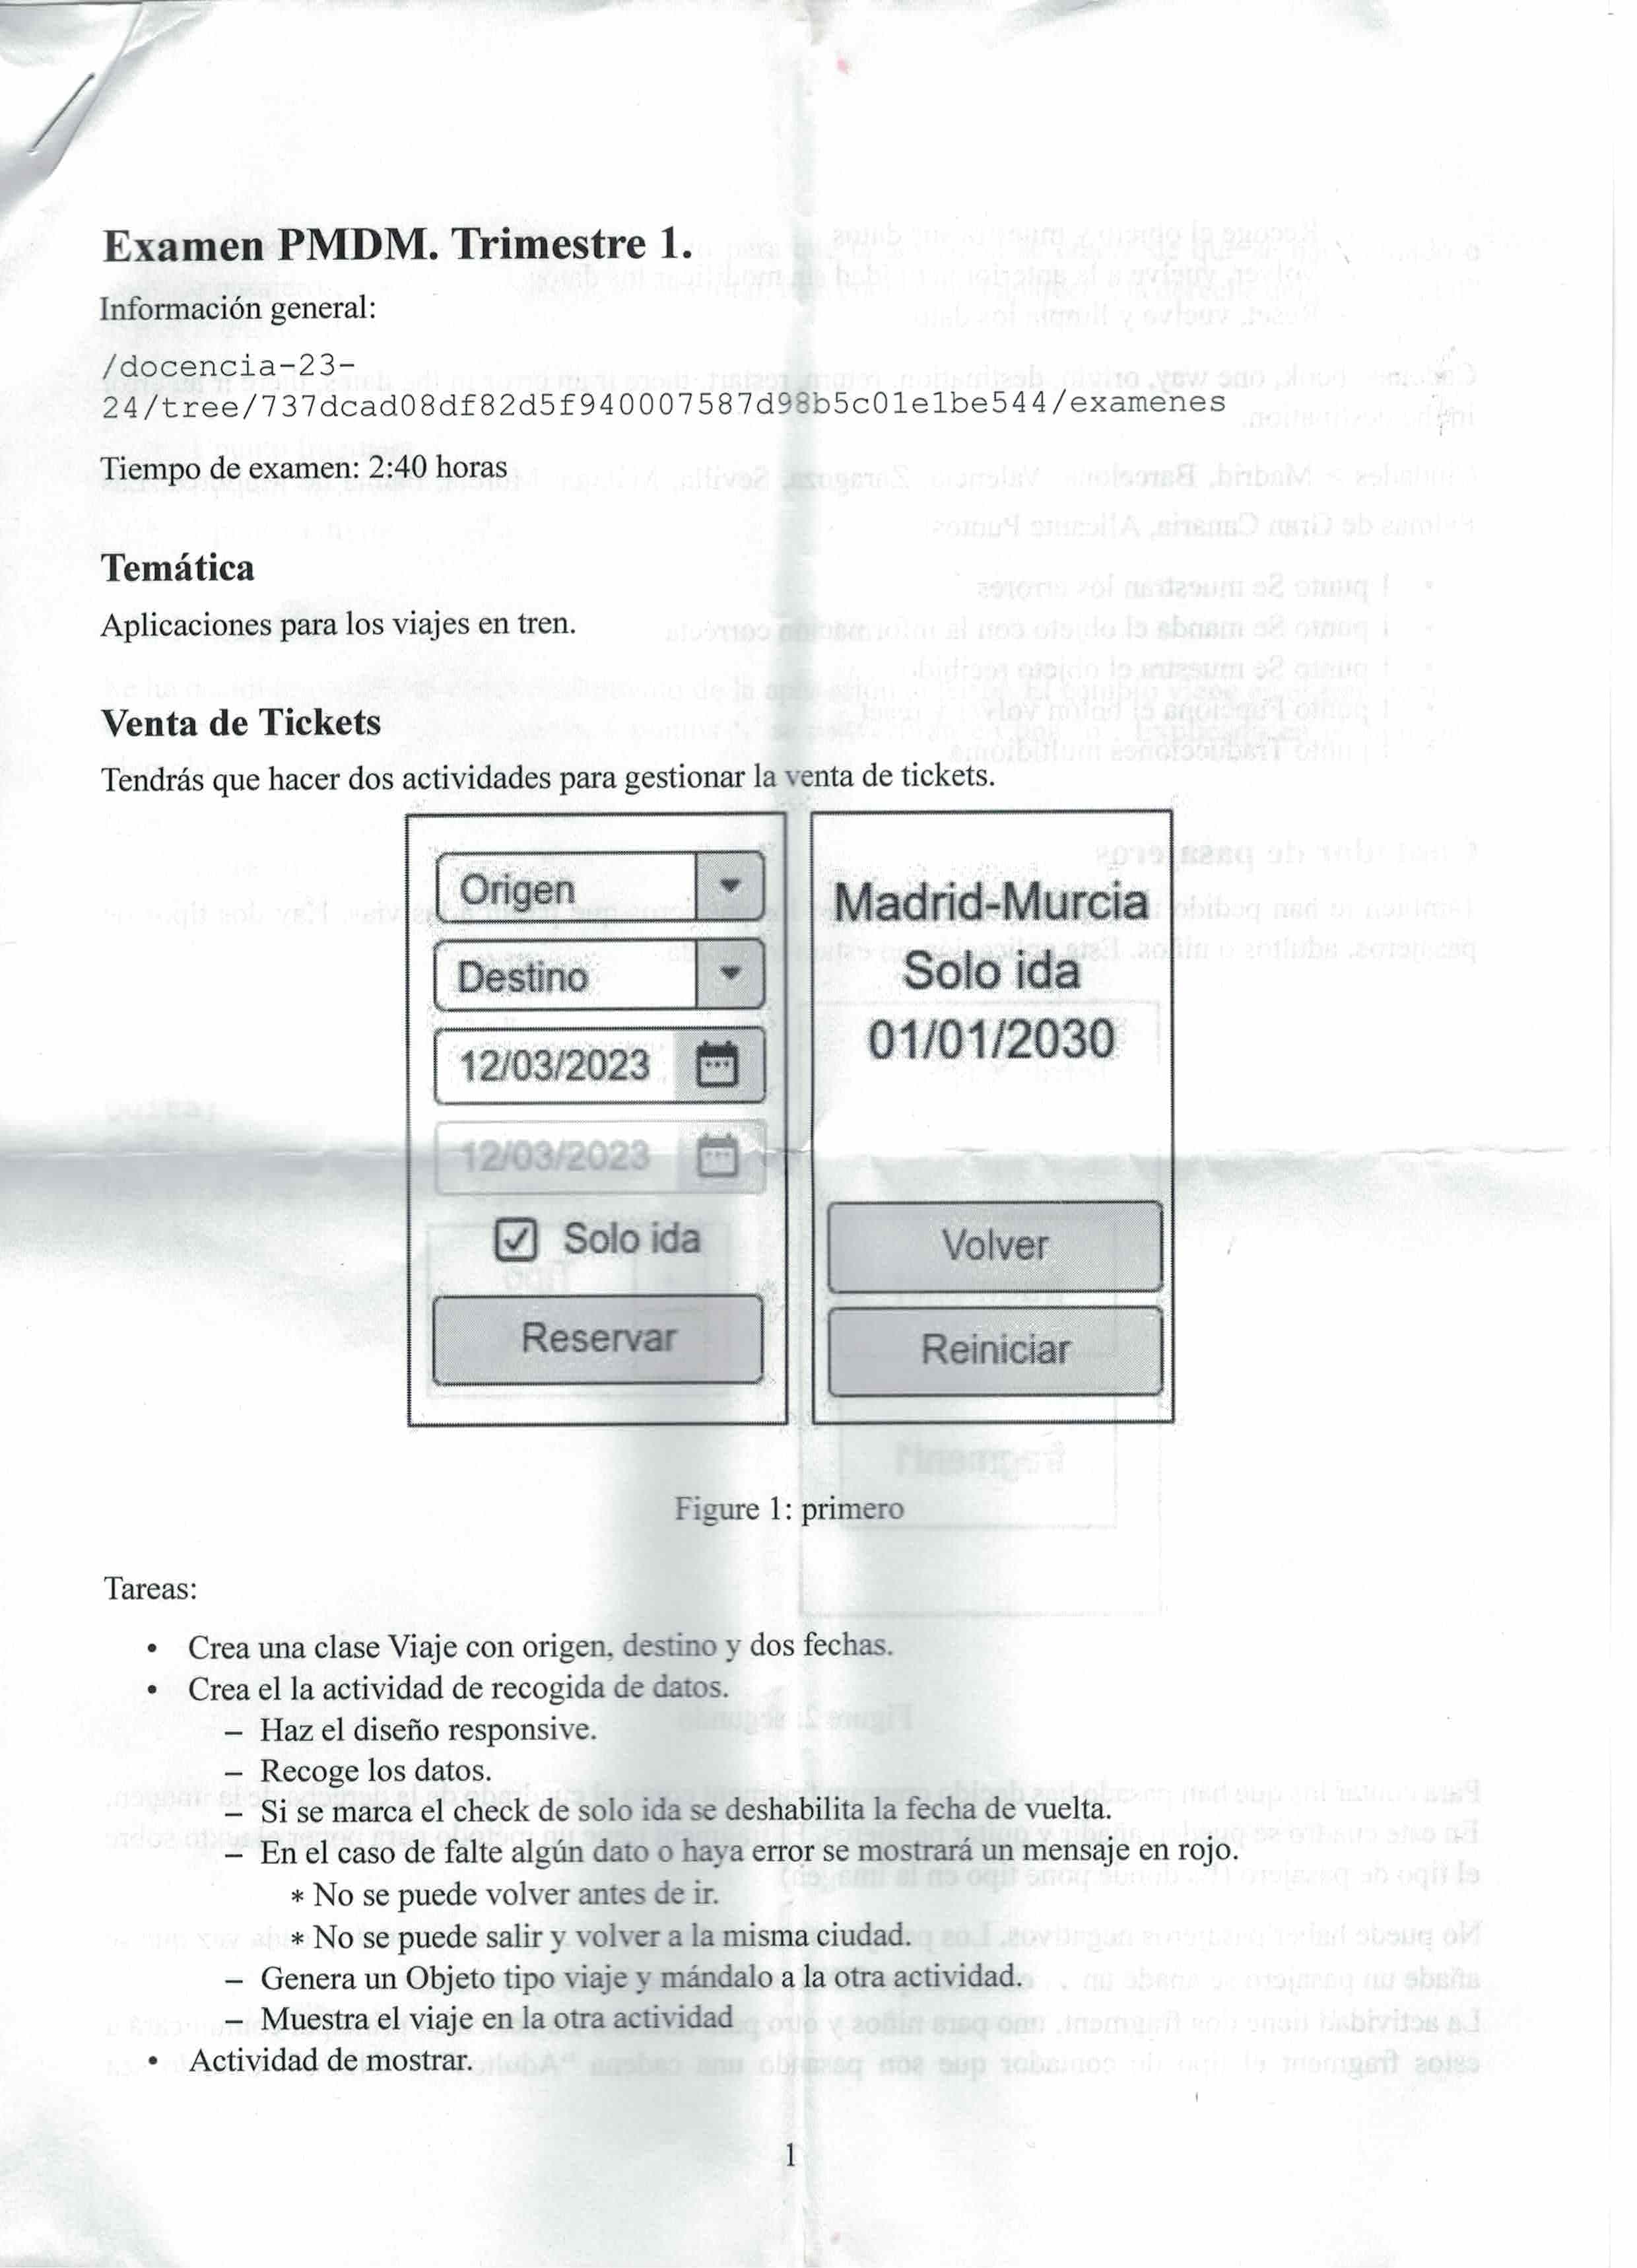 Examen PMDM. Trimestre 1.
Información general:
/docencia-23-
24/tree/737dcad08df82d5f940007587d98b5c01e1be544/examenes
Tiempo de examen: 2:40 horas
Temática
Aplicaciones para los viajes en tren.
Venta de Tickets
Tendrás que hacer dos actividades para gestionar la venta de tickets.
Origen
Destino
12/03/2023
12/03/2023
Solo ida
Reservar
Madrid-Murcia
Solo ida
01/01/2030
Volver
Reiniciar
Figure 1: primero
Tareas:
• Crea una clase Viaje con origen, destino y dos fechas.
• Crea el la actividad de recogida de datos.
– Haz el diseño responsive.
– Recoge los datos.
– Si se marca el check de solo ida se deshabilita la fecha de vuelta.
– En el caso de falte algún dato o haya error se mostrará un mensaje en rojo.
* No se puede volver antes de ir.
* No se puede salir y volver a la misma ciudad.
– Genera un Objeto tipo viaje y mándalo a la otra actividad.
– Muestra el viaje en la otra actividad
• Actividad de mostrar.
1